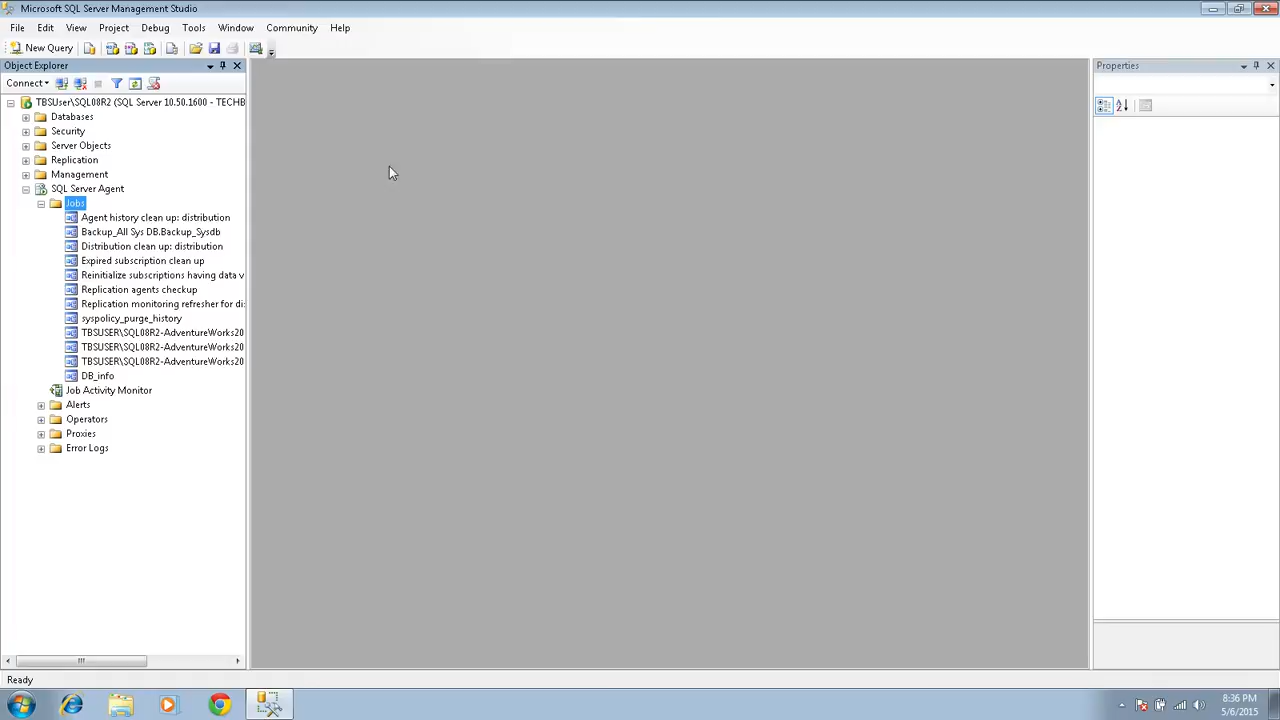 Microsoft SQL Server Management Studio
File Edit View Project Debug Tools Window Community Help
New Query
Object Explorer
Connect
TBSUser\SQL08R2 (SQL Server 10.50.1600 - TECHB
Databases
Security
Server Objects
Replication
Management
SQL Server Agent
Jobs
Agent history clean up: distribution
Backup_All Sys DB.Backup_Sysdb
Distribution clean up: distribution
Expired subscription clean up
Reinitialize subscriptions having data v
Replication agents checkup
Replication monitoring refresher for di:
syspolicy_purge_history
TBSUSER\SQL08R2-AdventureWorks20
TBSUSER\SQL08R2-AdventureWorks20
TBSUSER\SQL08R2-AdventureWorks20
DB_info
Job Activity Monitor
Alerts
Operators
Proxies
Error Logs
Properties
Ready
8:36 PM
5/6/2015